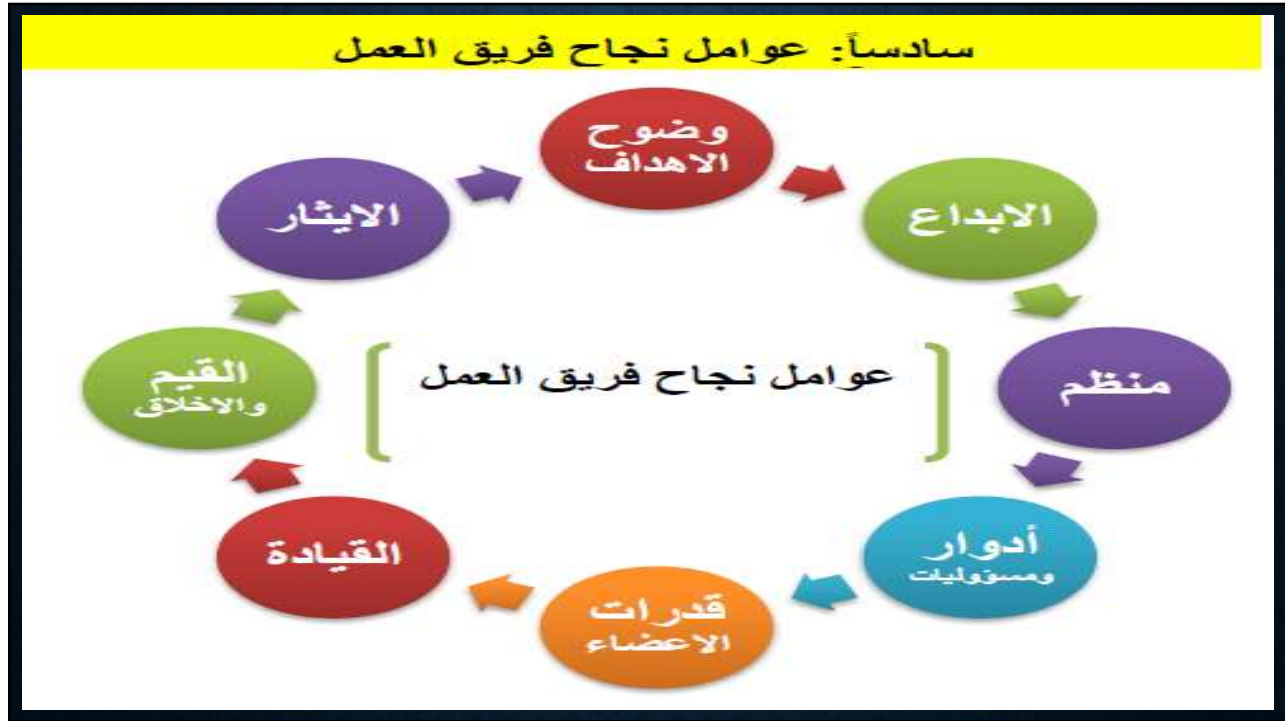 سادساً: عوامل نجاح فريق العمل
وضوح
الاهداف
الابداع
منظم
أدوار
ومسؤوليات
قدرات
الاعضاء
القيادة
القيم
والاخلاق
الايثار
عوامل نجاح فريق العمل